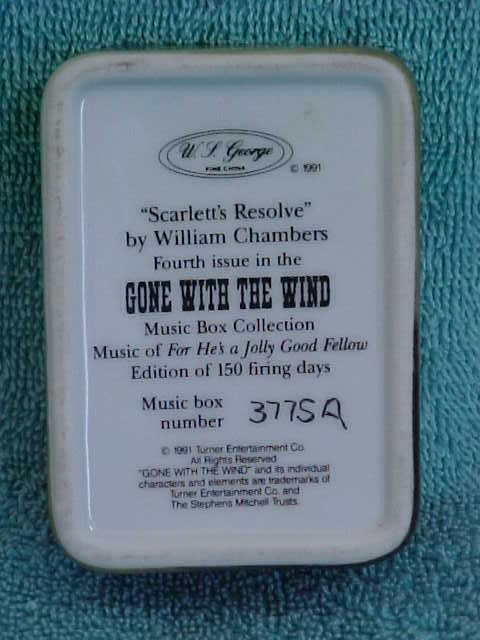 W. S. George
FINE CHINA
© 1991
"Scarlett's Resolve"
by William Chambers
Fourth issue in the
GONE WITH THE WIND
Music Box Collection
Music of For He's a Jolly Good Fellow
Edition of 150 firing days
Music box
number 3775A
© 1991 Turner Entertainment Co.
All Rights Reserved
"GONE WITH THE WIND" and its individual
characters and elements are trademarks of
Turner Entertainment Co. and
The Stephens Mitchell Trusts.